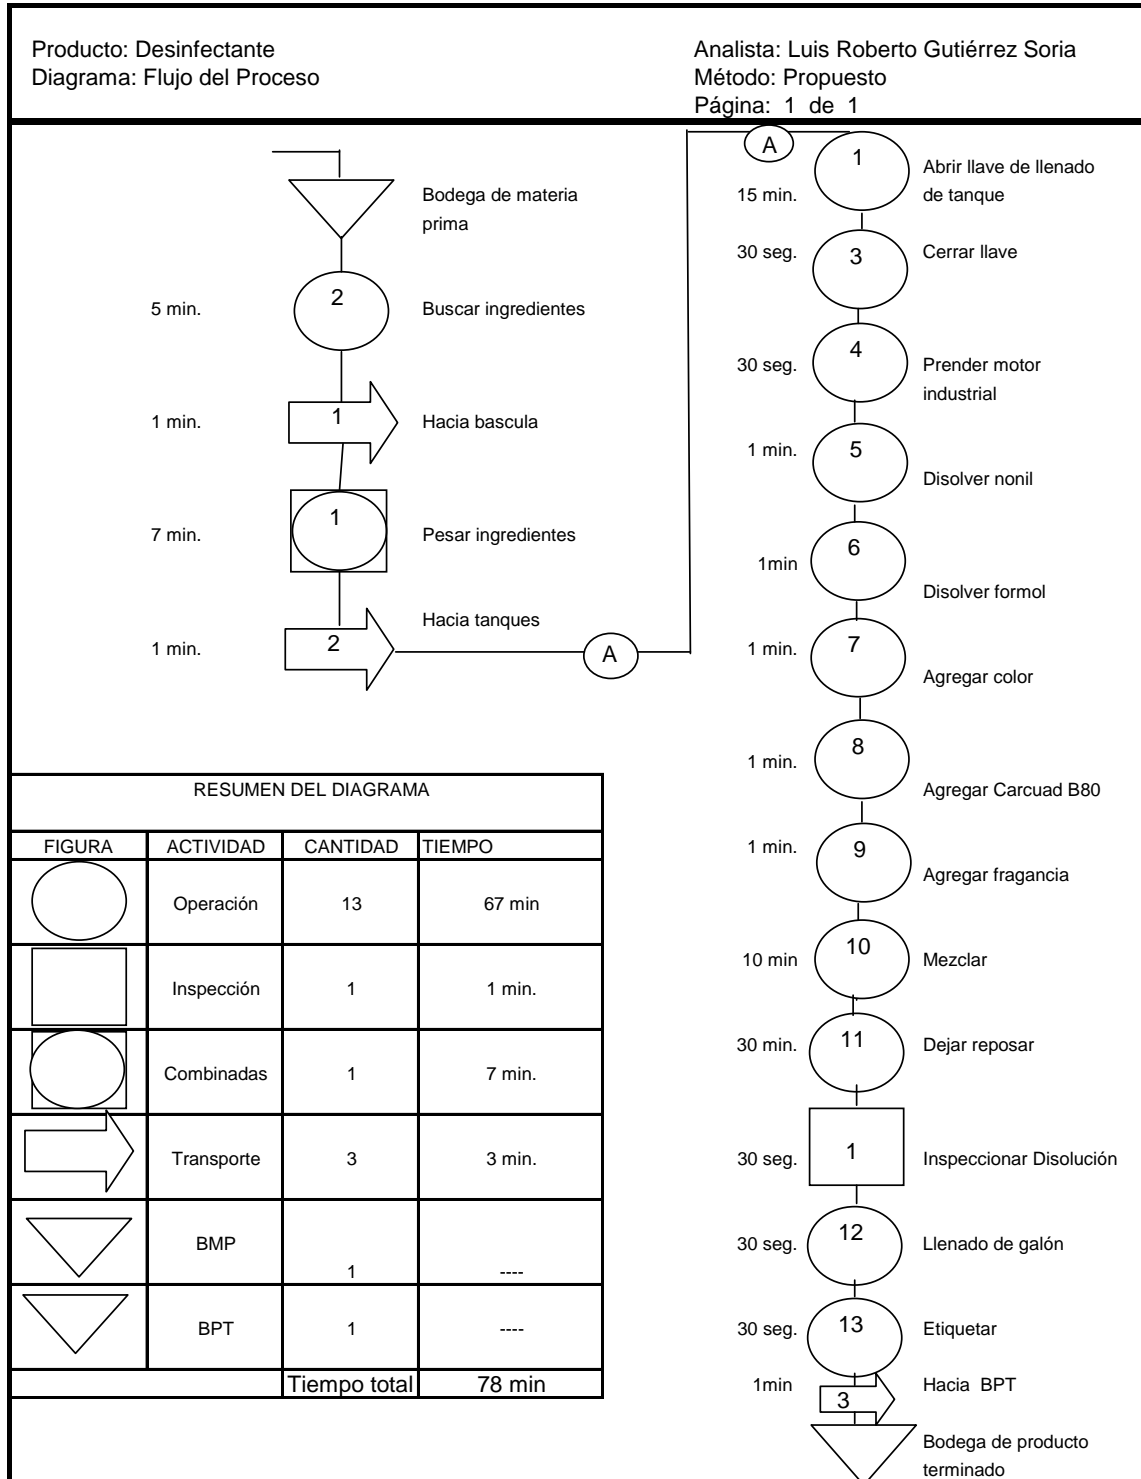 Producto: Desinfectante
Diagrama: Flujo del Proceso
Analista: Luis Roberto Gutiérrez Soria
Método: Propuesto
Página: 1 de 1
Bodega de materia
prima
5 min.
2
Buscar ingredientes
1 min.
1
Hacia bascula
7 min.
1
Pesar ingredientes
1 min.
2
Hacia tanques
A
A
15 min.
1
Abrir llave de llenado
de tanque
30 seg.
3
Cerrar llave
30 seg.
4
Prender motor
industrial
1 min.
5
Disolver nonil
1min
6
Disolver formol
1 min.
7
Agregar color
1 min.
8
Agregar Carcuad B80
1 min.
9
Agregar fragancia
10 min
10
Mezclar
30 min.
11
Dejar reposar
30 seg.
1
Inspeccionar Disolución
30 seg.
12
Llenado de galón
30 seg.
13
Etiquetar
1min
3
Hacia BPT
Bodega de producto
terminado
RESUMEN DEL DIAGRAMA
FIGURA ACTIVIDAD CANTIDAD TIEMPO
Operación 13 67 min
Inspección 1 1 min.
Combinadas 1 7 min.
Transporte 3 3 min.
BMP 1 ----
BPT 1 ----
Tiempo total 78 min